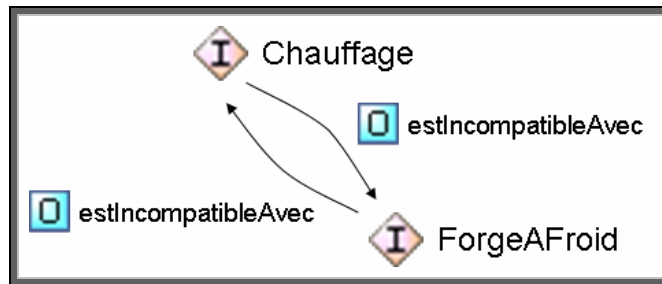 I Chauffage
O estIncompatibleAvec
O estIncompatibleAvec
I ForgeAFroid